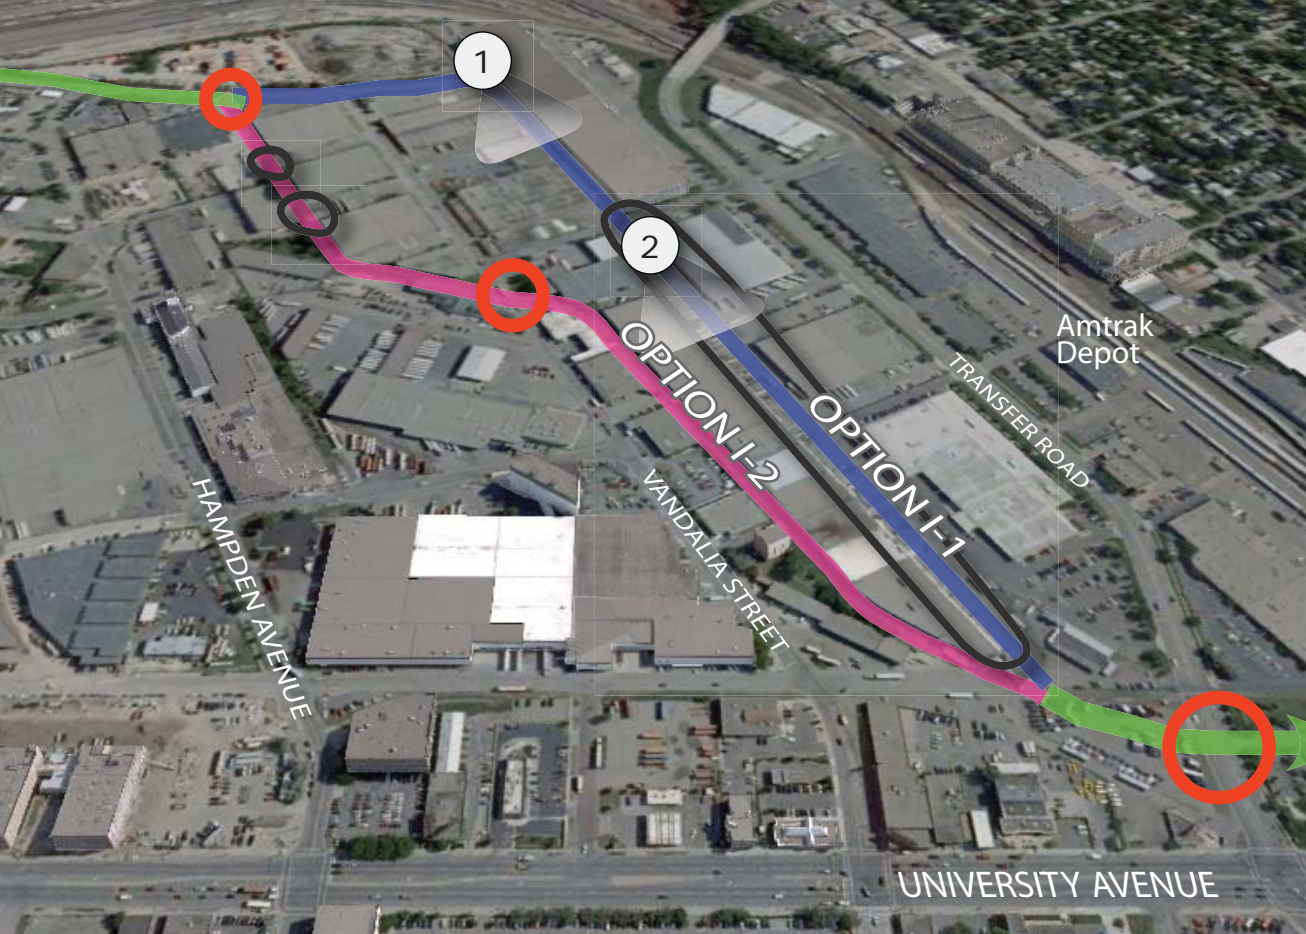 1
2
Amtrak
Depot
OPTION I-2
OPTION I-1
TRANSFER ROAD
HAMPDEN AVENUE
VANDALIA STREET
UNIVERSITY AVENUE